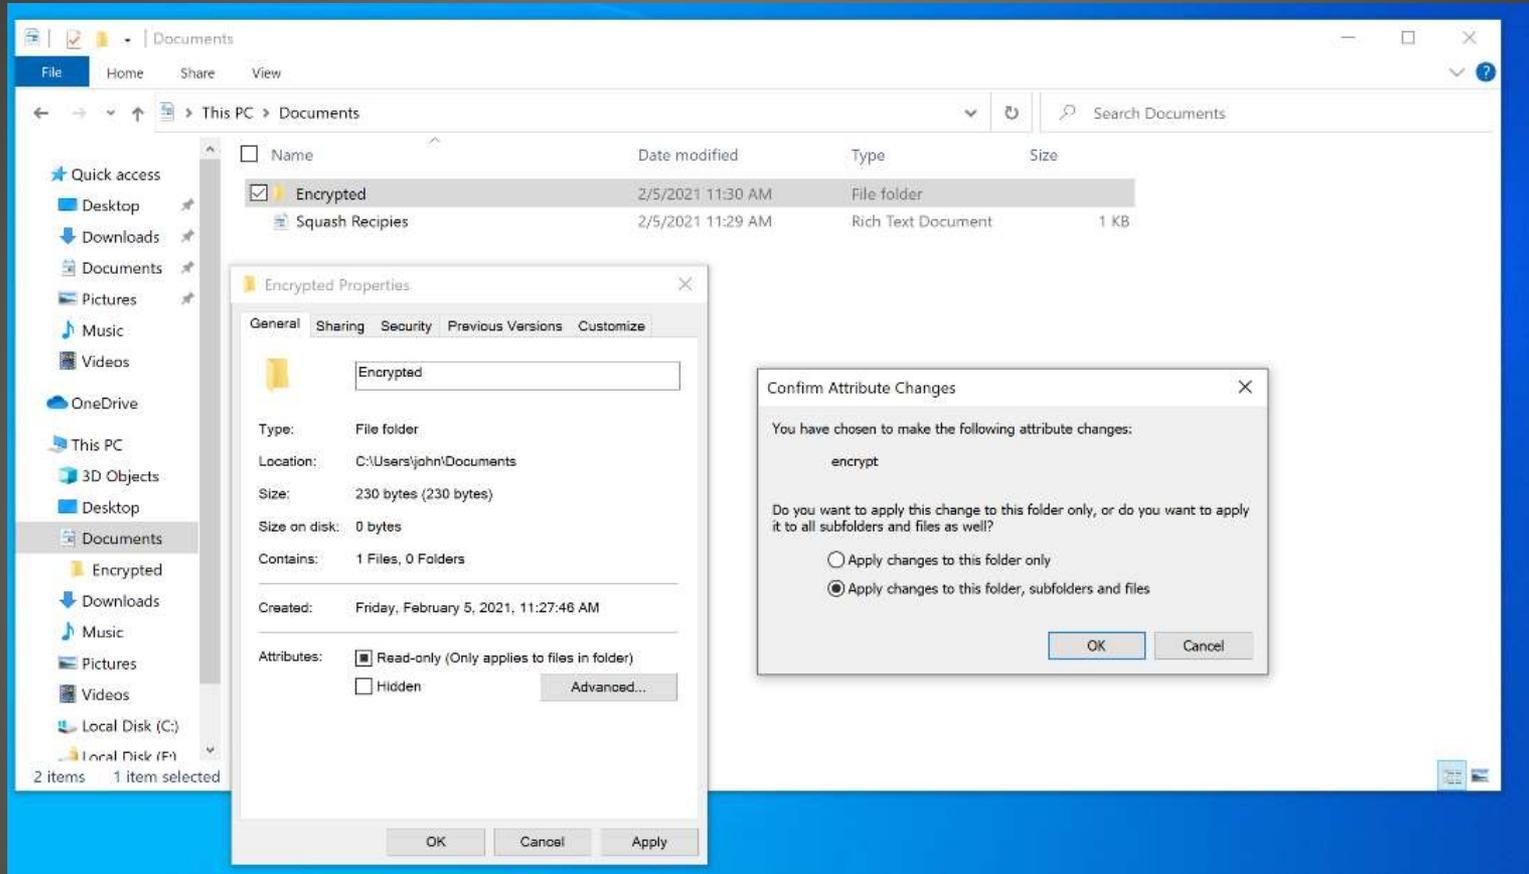 Documents
File Home Share View
This PC > Documents
Search Documents
Name Date modified Type Size
Encrypted 2/5/2021 11:30 AM File folder
Squash Recipies 2/5/2021 11:29 AM Rich Text Document 1 KB
Quick access
Desktop
Downloads
Documents
Pictures
Music
Videos
OneDrive
This PC
3D Objects
Desktop
Documents
Encrypted
Downloads
Music
Pictures
Videos
Local Disk (C:)
Local Disk (E:)
2 items 1 item selected
Encrypted Properties
General Sharing Security Previous Versions Customize
Encrypted
Type: File folder
Location: C:\Users\john\Documents
Size: 230 bytes (230 bytes)
Size on disk: 0 bytes
Contains: 1 Files, 0 Folders
Created: Friday, February 5, 2021, 11:27:46 AM
Attributes: Read-only (Only applies to files in folder)
Hidden Advanced...
OK Cancel Apply
Confirm Attribute Changes
You have chosen to make the following attribute changes:
encrypt
Do you want to apply this change to this folder only, or do you want to apply
it to all subfolders and files as well?
Apply changes to this folder only
Apply changes to this folder, subfolders and files
OK Cancel